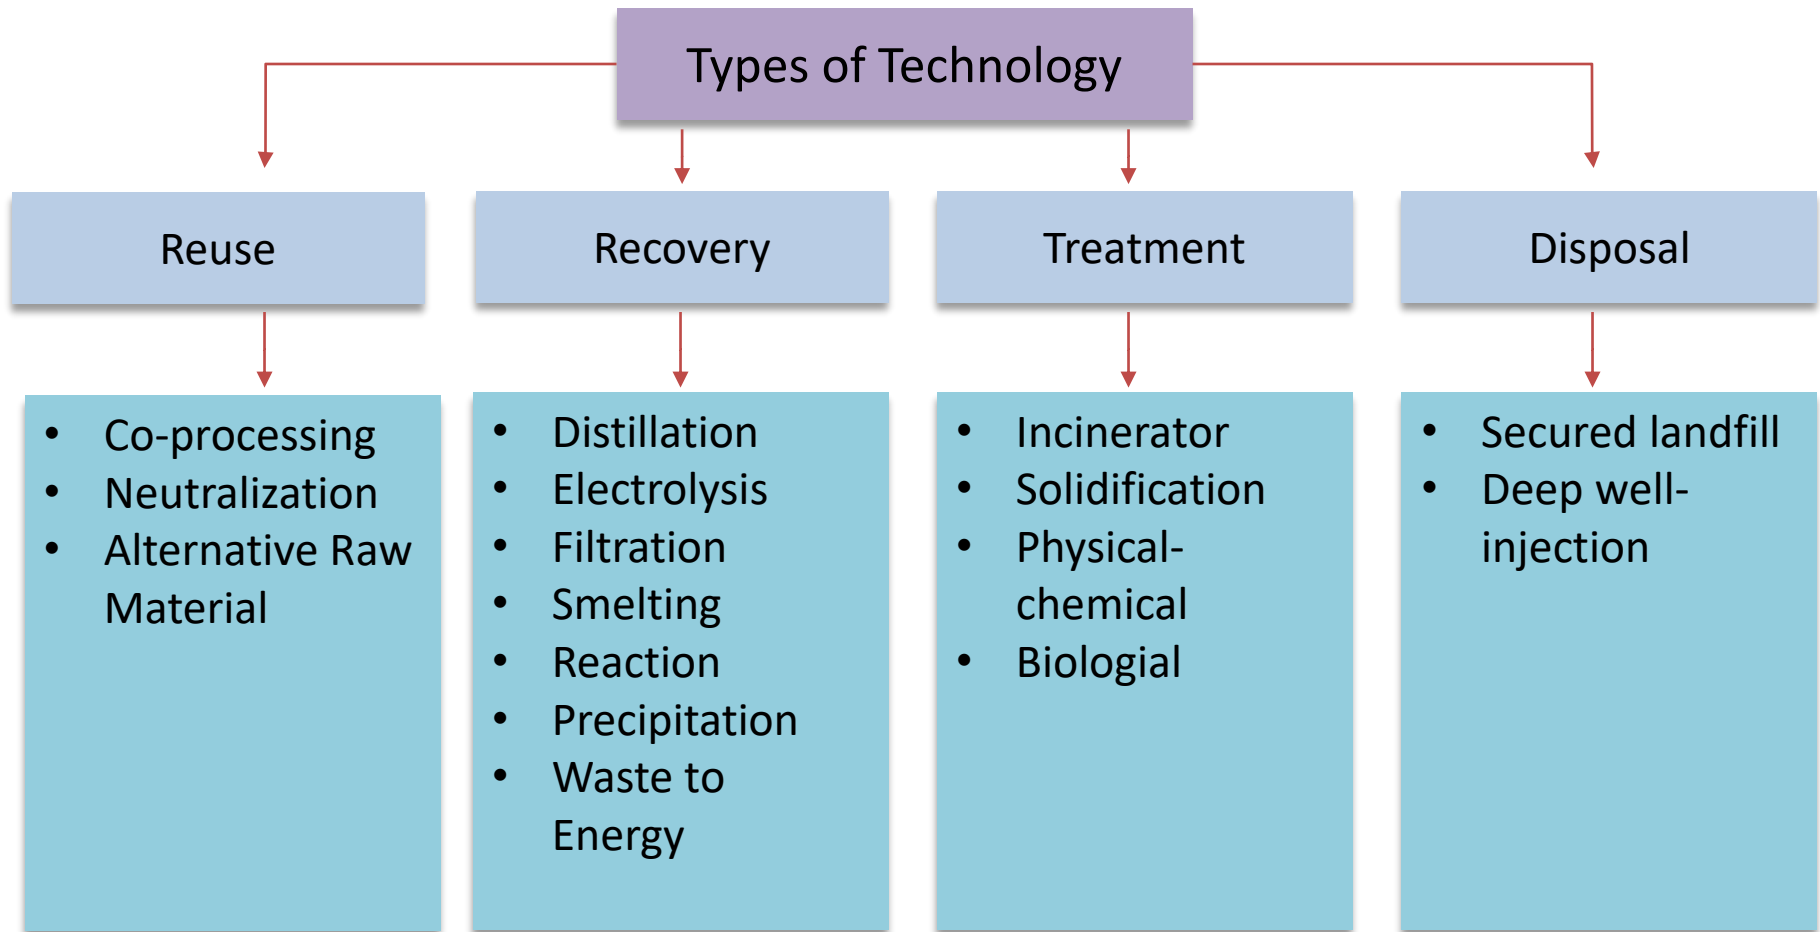 Types of Technology
Reuse
Recovery
Treatment
Disposal
• Co-processing
• Neutralization
• Alternative Raw
Material
• Distillation
• Electrolysis
• Filtration
• Smelting
• Reaction
• Precipitation
• Waste to
Energy
• Incinerator
• Solidification
• Physical-
chemical
• Biologial
• Secured landfill
• Deep well-
injection